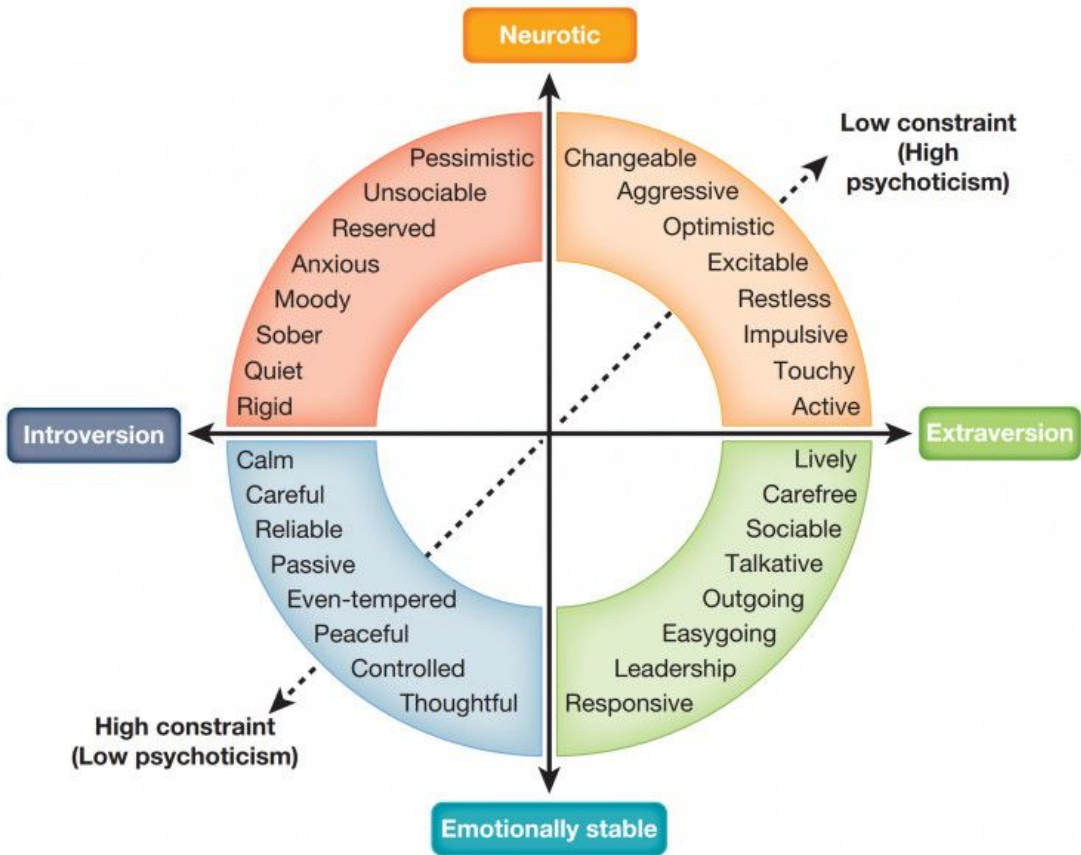 Neurotic
Low constraint
(High
psychoticism)
Pessimistic
Unsociable
Reserved
Anxious
Moody
Sober
Quiet
Rigid
Changeable
Aggressive
Optimistic
Excitable
Restless
Impulsive
Touchy
Active
Introversion
Extraversion
Calm
Careful
Reliable
Passive
Even-tempered
Peaceful
Controlled
Thoughtful
Lively
Carefree
Sociable
Talkative
Outgoing
Easygoing
Leadership
Responsive
High constraint
(Low psychoticism)
Emotionally stable